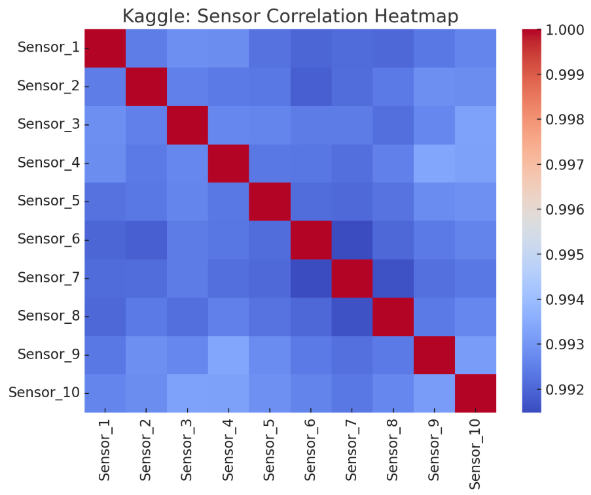 Kaggle: Sensor Correlation Heatmap
Sensor_1
Sensor_2
Sensor_3
Sensor_4
Sensor_5
Sensor_6
Sensor_7
Sensor_8
Sensor_9
Sensor_10
Sensor_1
Sensor_2
Sensor_3
Sensor_4
Sensor_5
Sensor_6
Sensor_7
Sensor_8
Sensor_9
Sensor_10
1.000
0.999
0.998
0.997
0.996
0.995
0.994
0.993
0.992